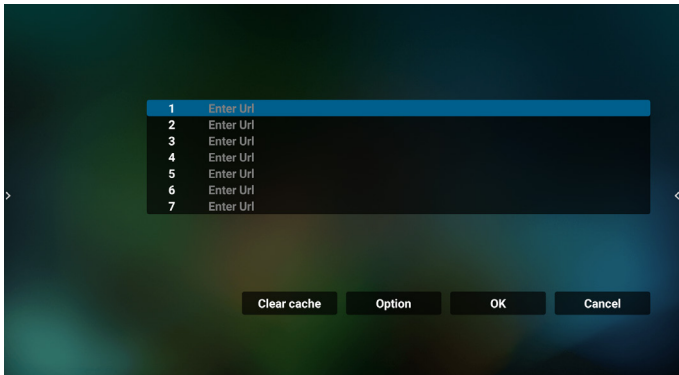 1 Enter Url
2 Enter Url
3 Enter Url
4 Enter Url
5 Enter Url
6 Enter Url
7 Enter Url
Clear cache Option OK Cancel